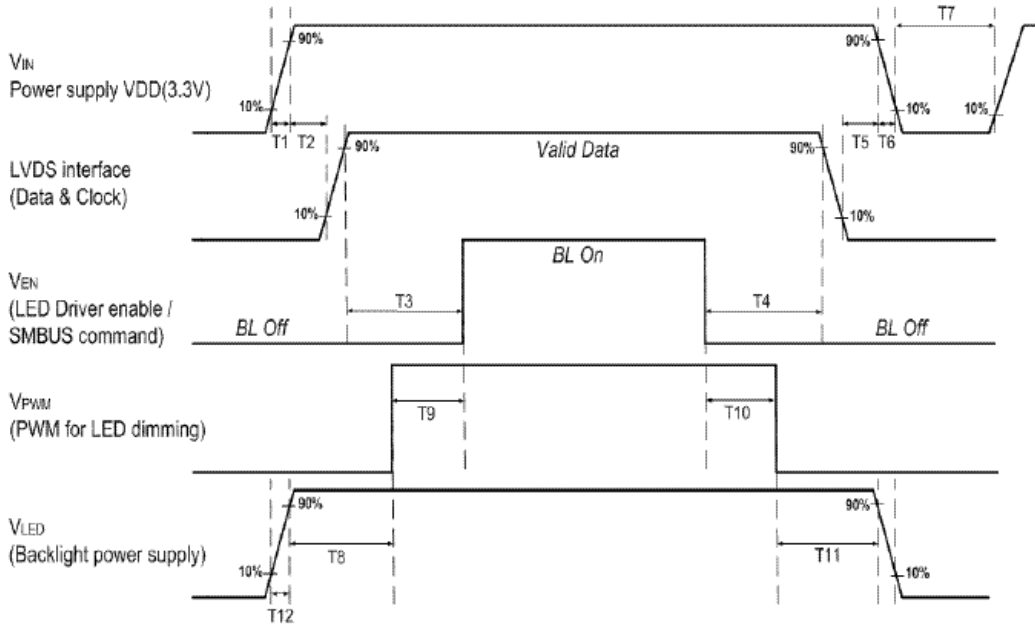 T7
90%
90%
VIN
Power supply VDD(3.3V)
10%
10%
10%
T1
T2
T5
T6
LVDS interface
(Data & Clock)
90%
Valid Data
90%
10%
10%
VEN
(LED Driver enable /
SMBUS command)
BL On
T3
T4
BL Off
BL Off
VPWM
(PWM for LED dimming)
T9
T10
VLED
(Backlight power supply)
90%
90%
T8
T11
10%
10%
T12